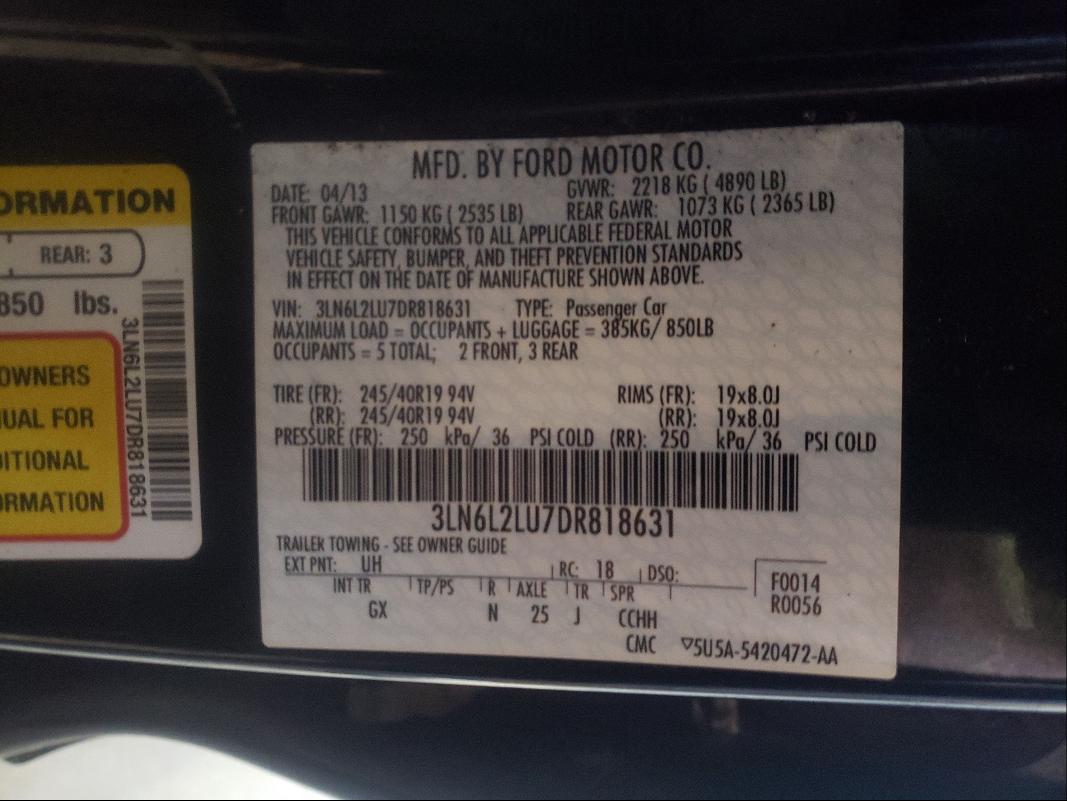 ORMATION
REAR: 3
850 lbs.
OWNERS
UAL FOR
DITIONAL
ORMATION
3LN6L2LU7DR818631
MFD. BY FORD MOTOR CO.
DATE: 04/13 GVWR: 2218 KG ( 4890 LB)
FRONT GAWR: 1150 KG ( 2535 LB) REAR GAWR: 1073 KG ( 2365 LB)
THIS VEHICLE CONFORMS TO ALL APPLICABLE FEDERAL MOTOR
VEHICLE SAFETY, BUMPER, AND THEFT PREVENTION STANDARDS
IN EFFECT ON THE DATE OF MANUFACTURE SHOWN ABOVE.
VIN: 3LN6L2LU7DR818631 TYPE: Passenger Car
MAXIMUM LOAD = OCCUPANTS + LUGGAGE = 385KG/ 850LB
OCCUPANTS = 5 TOTAL; 2 FRONT, 3 REAR
TIRE (FR): 245/40R19 94V RIMS (FR): 19x8.0J
(RR): 245/40R19 94V (RR): 19x8.0J
PRESSURE (FR): 250 kPa/ 36 PSI COLD (RR): 250 kPa/ 36 PSI COLD
3LN6L2LU7DR818631
TRAILER TOWING - SEE OWNER GUIDE
EXT PNT: UH RC: 18 DSO:
INT TR TP/PS R AXLE TR SPR
GX N 25 J CCHH
F0014
R0056
CMC ▽5U5A-5420472-AA